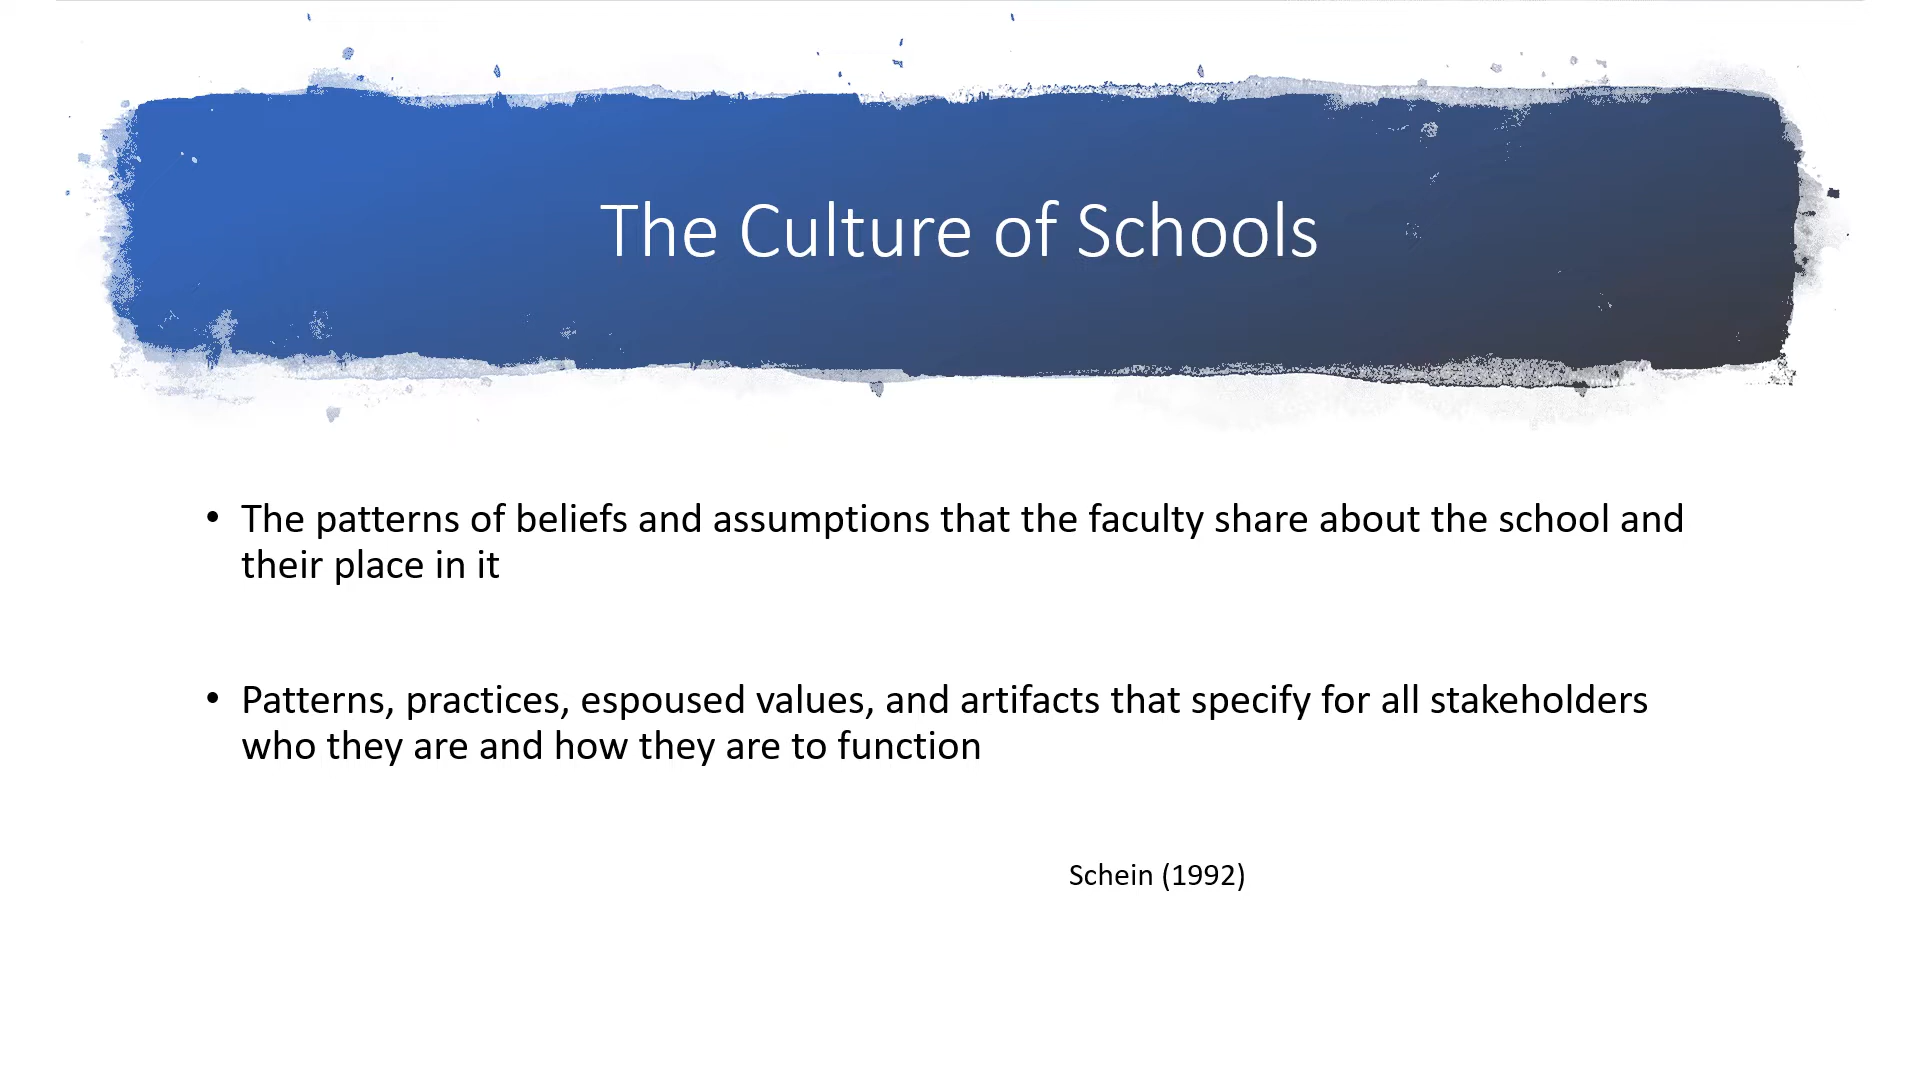 The Culture of Schools
• The patterns of beliefs and assumptions that the faculty share about the school and
their place in it
• Patterns, practices, espoused values, and artifacts that specify for all stakeholders
who they are and how they are to function
Schein (1992)